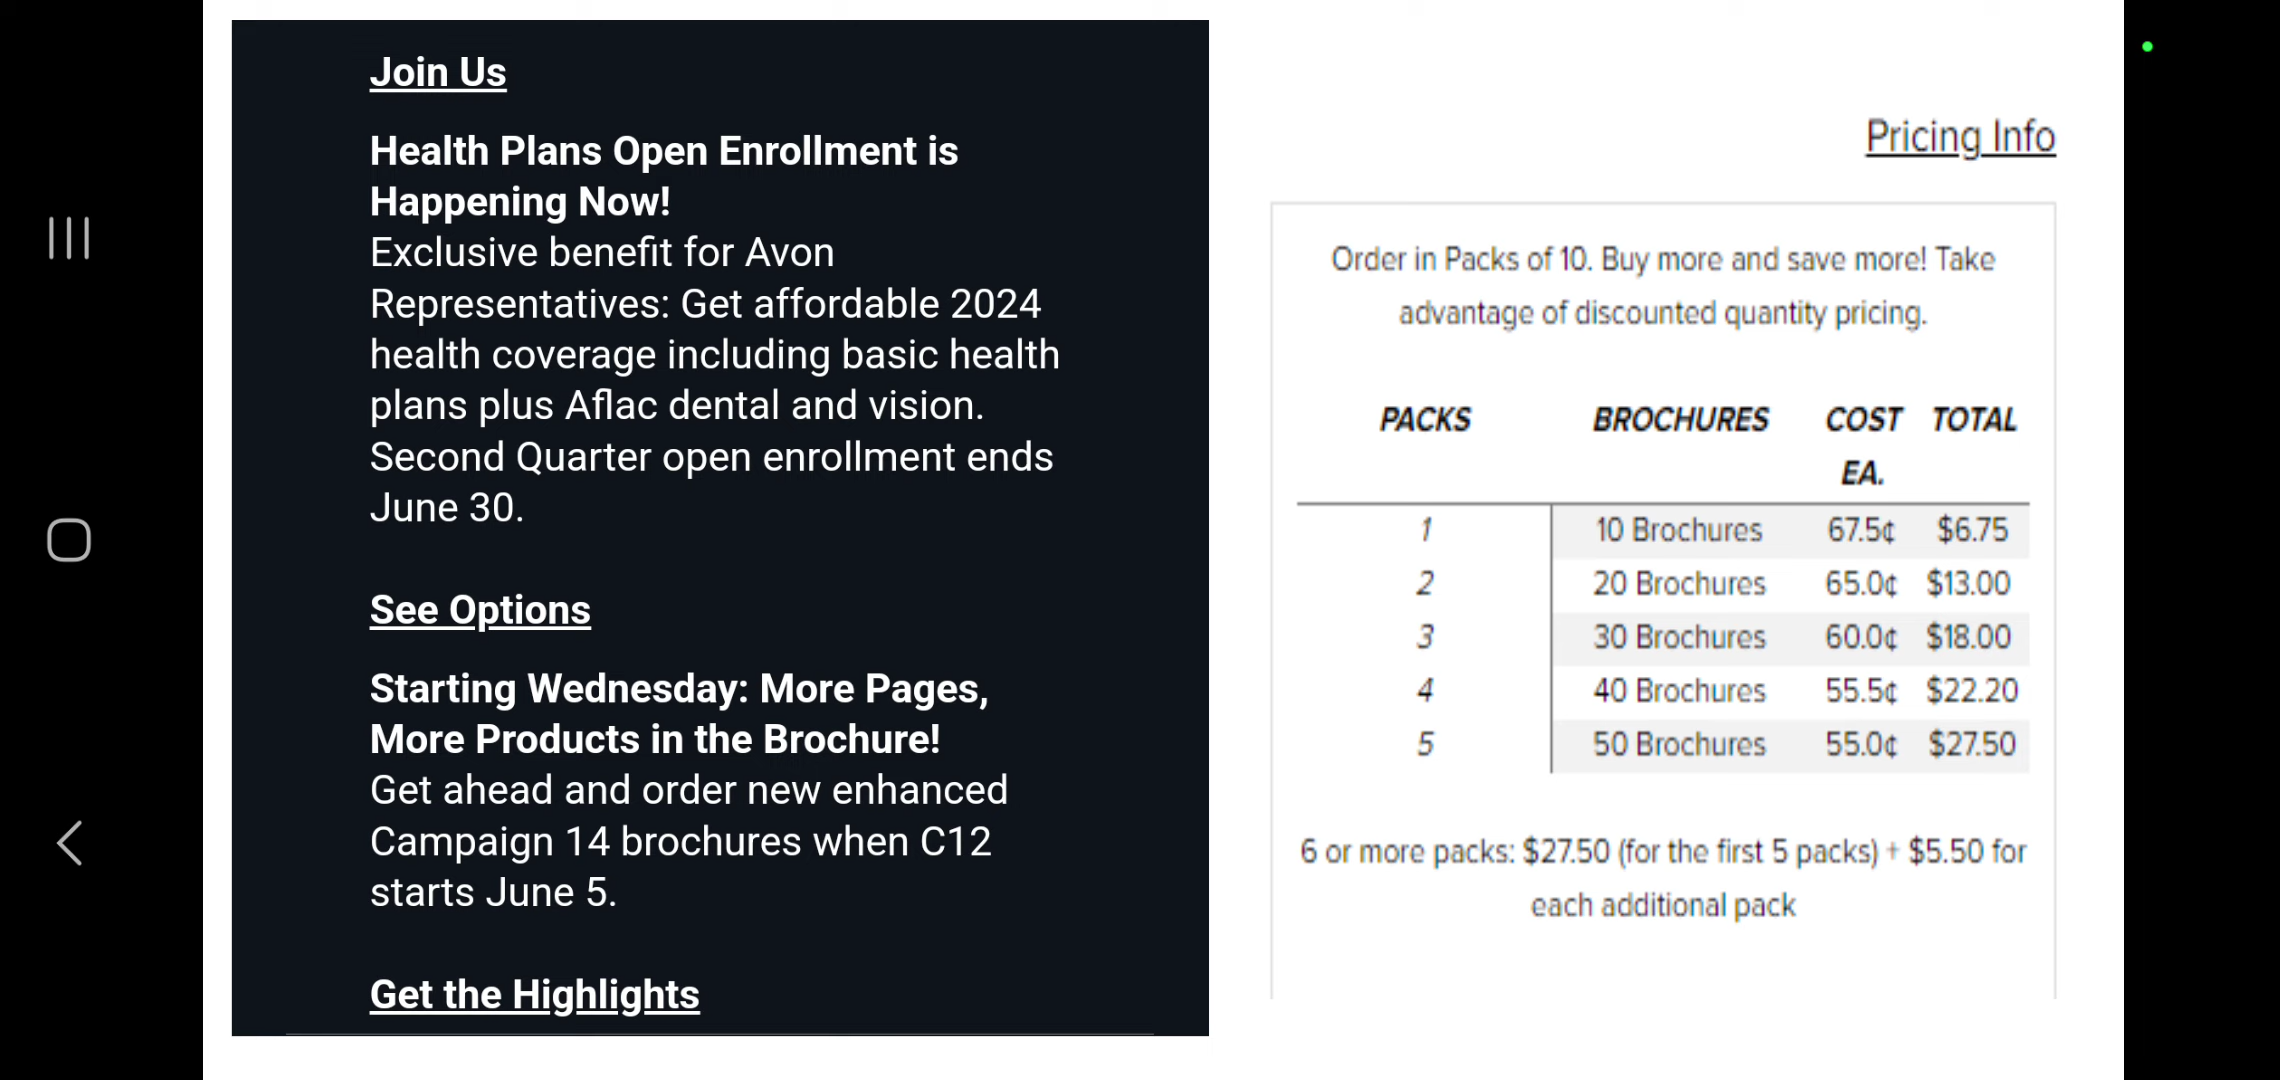 Join Us
Health Plans Open Enrollment is
Happening Now!
Exclusive benefit for Avon
Representatives: Get affordable 2024
health coverage including basic health
plans plus Aflac dental and vision.
Second Quarter open enrollment ends
June 30.
See Options
Starting Wednesday: More Pages,
More Products in the Brochure!
Get ahead and order new enhanced
Campaign 14 brochures when C12
starts June 5.
Get the Highlights
Pricing Info
Order in Packs of 10. Buy more and save more! Take
advantage of discounted quantity pricing.
PACKS BROCHURES COST TOTAL
EA.
1 10 Brochures 67.5¢ $6.75
2 20 Brochures 65.0¢ $13.00
3 30 Brochures 60.0¢ $18.00
4 40 Brochures 55.5¢ $22.20
5 50 Brochures 55.0¢ $27.50
6 or more packs: $27.50 (for the first 5 packs) + $5.50 for
each additional pack